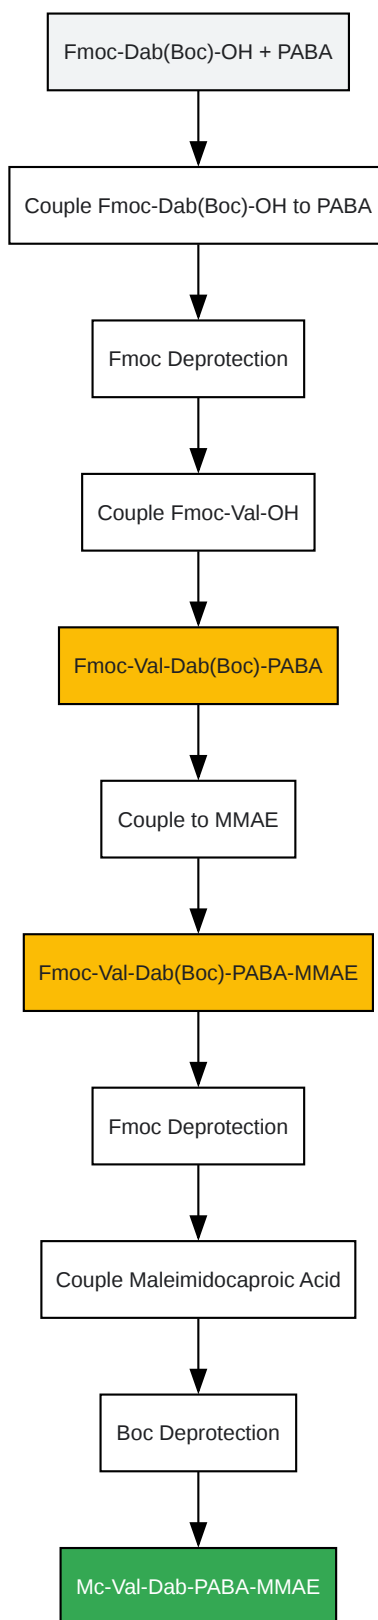 Fmoc-Dab(Boc)-OH + PABA
Couple Fmoc-Dab(Boc)-OH to PABA
Fmoc Deprotection
Couple Fmoc-Val-OH
Fmoc-Val-Dab(Boc)-PABA
Couple to MMAE
Fmoc-Val-Dab(Boc)-PABA-MMAE
Fmoc Deprotection
Couple Maleimidocaproic Acid
Boc Deprotection
Mc-Val-Dab-PABA-MMAE